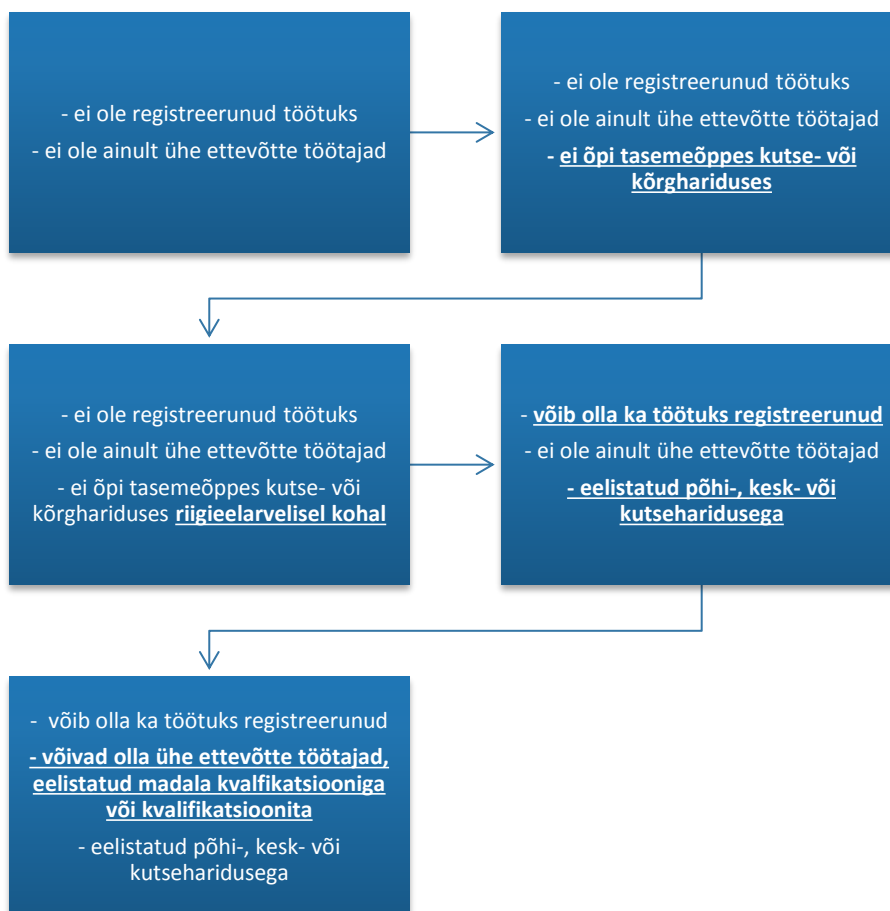 - ei ole registreerunud töötuks
- ei ole ainult ühe ettevõtte töötajad
- ei ole registreerunud töötuks
- ei ole ainult ühe ettevõtte töötajad
- ei õpi tasemeõppes kutse- või
kõrghariduses
- ei ole registreerunud töötuks
- ei ole ainult ühe ettevõtte töötajad
- ei õpi tasemeõppes kutse- või
kõrghariduses riigieelarvelisel kohal
- võib olla ka töötuks registreerunud
- ei ole ainult ühe ettevõtte töötajad
- eelistatud põhi-, kesk- või
kutseharidusega
- võib olla ka töötuks registreerunud
- võivad olla ühe ettevõtte töötajad,
eelistatud madala kvalfikatsiooniga
või kvalifikatsioonita
- eelistatud põhi-, kesk- või
kutseharidusega